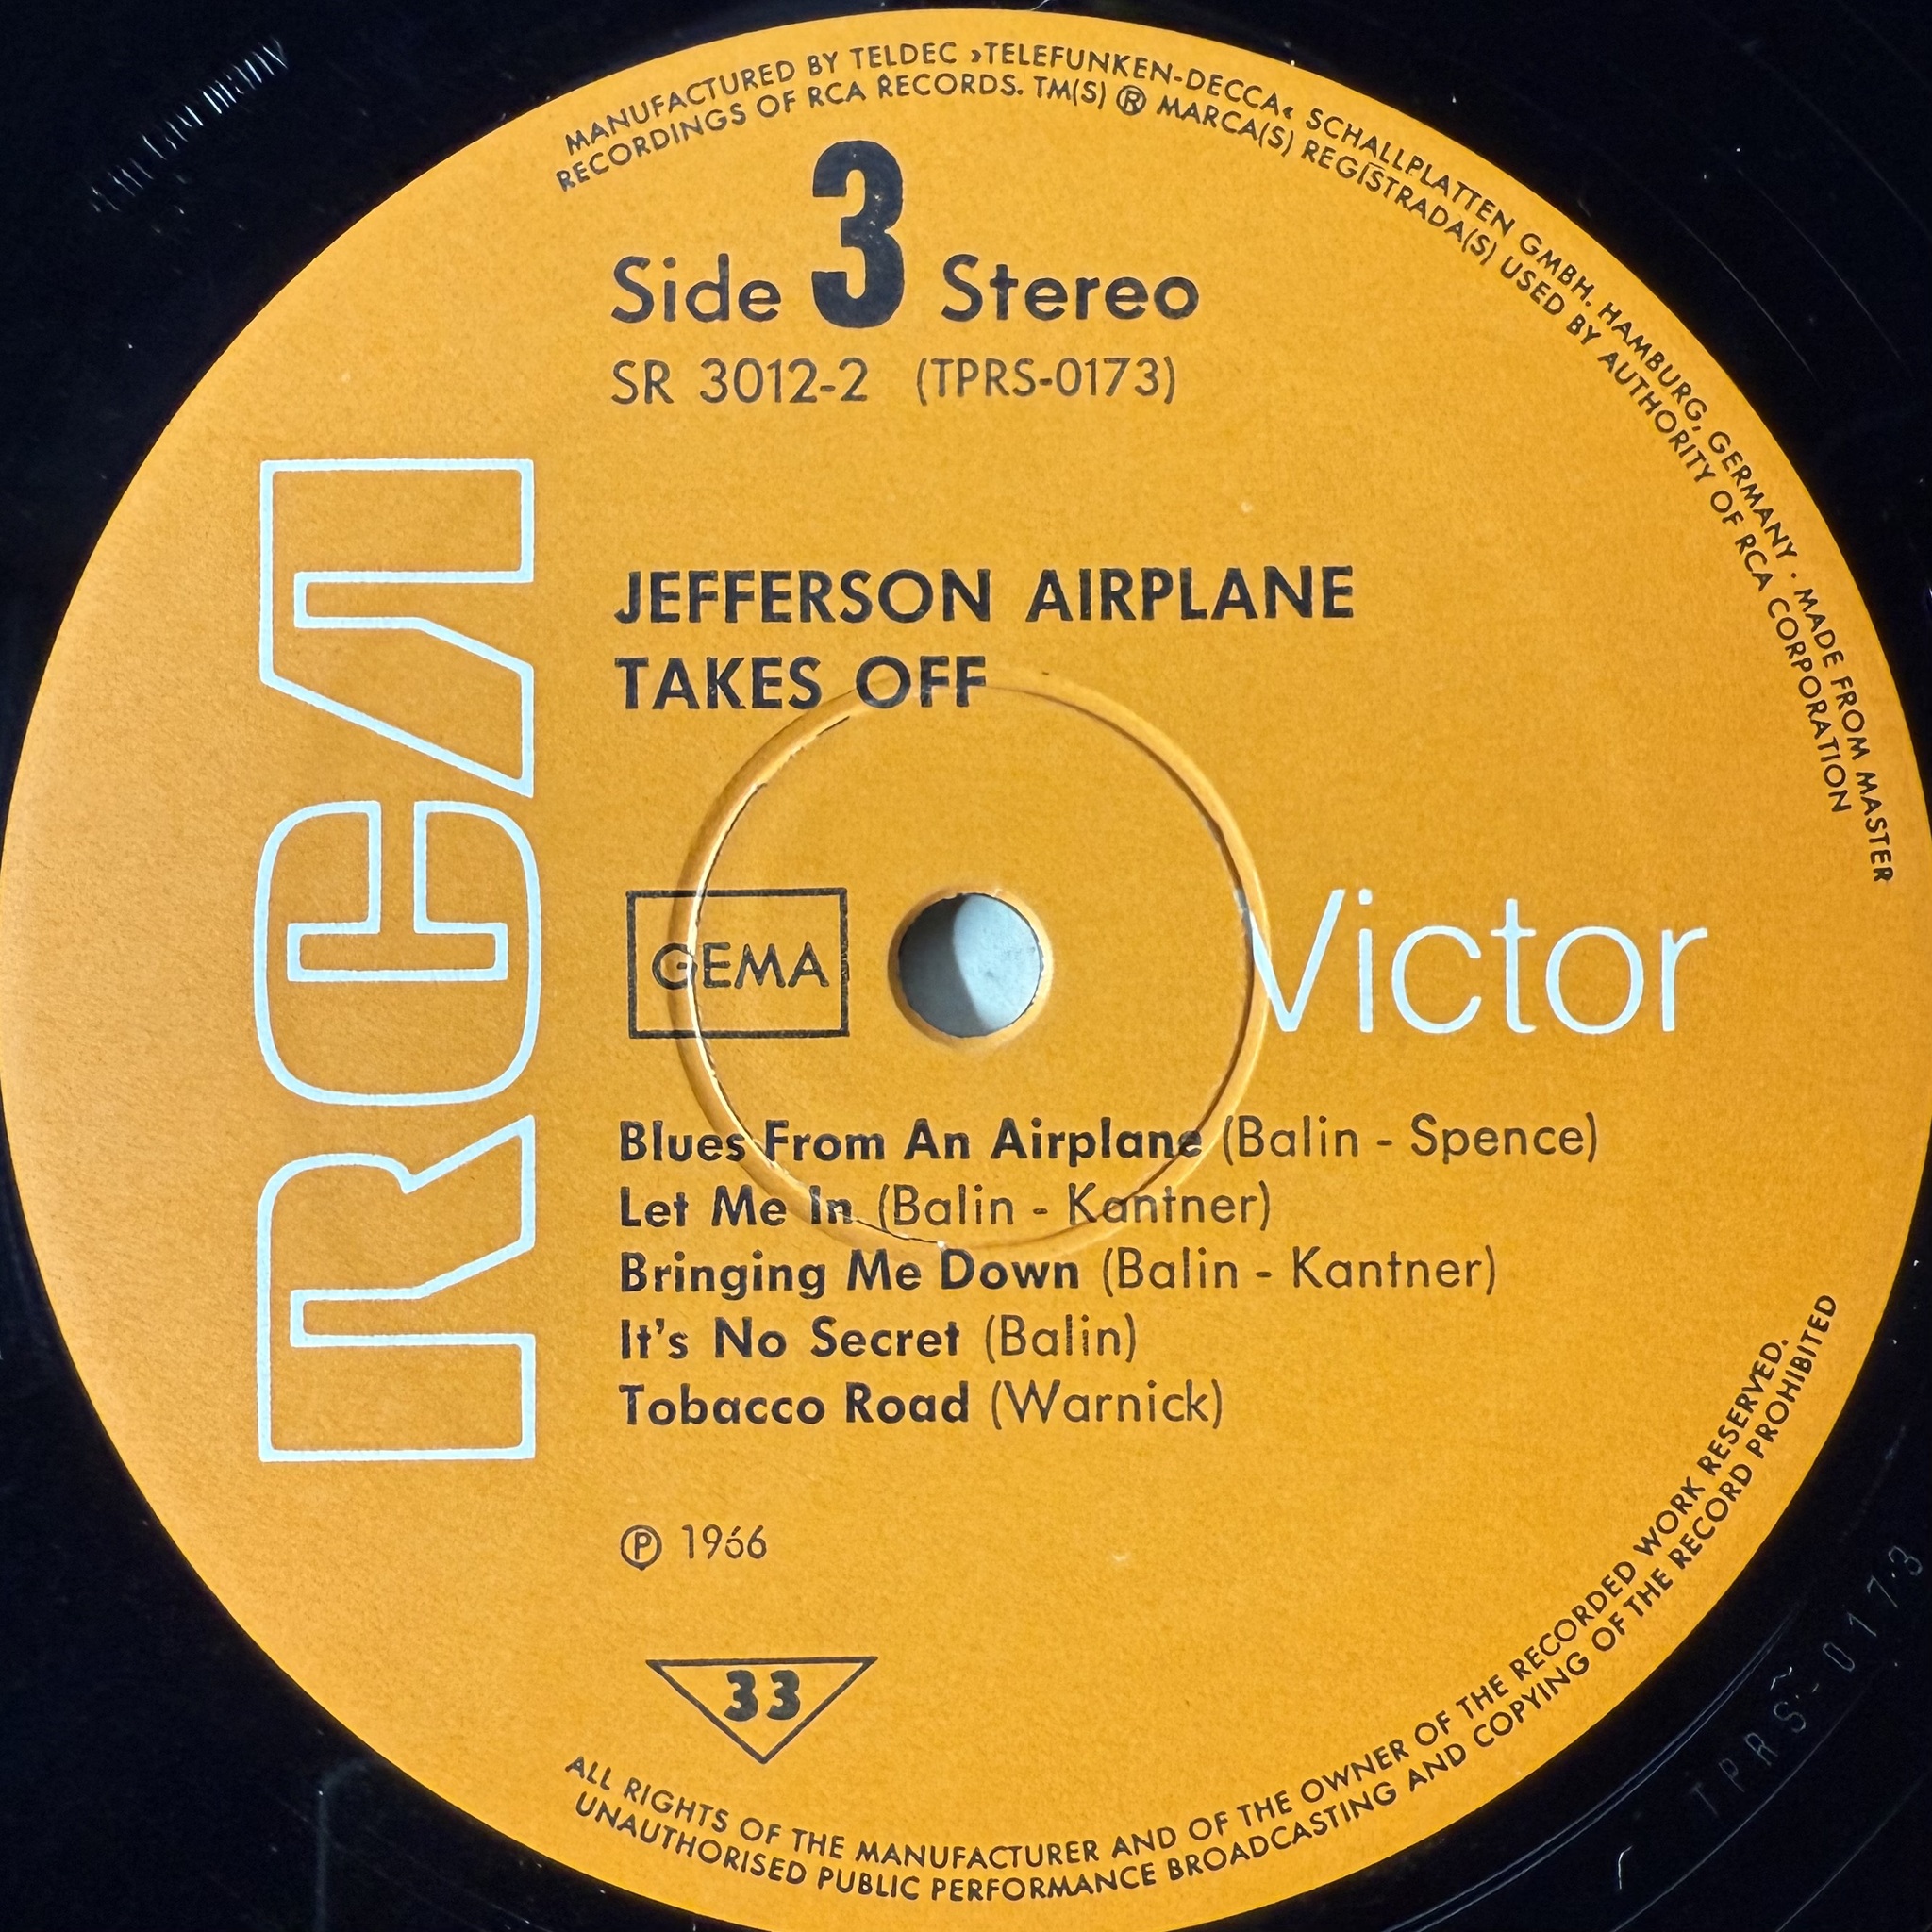 MANUFACTURED BY TELDEC »TELEFUNKEN-DECCA« SCHALLPLATTEN GMBH. HAMBURG, GERMANY · MADE FROM MASTER
RECORDINGS OF RCA RECORDS. TM(S) ® MARCA(S) REGISTRADA(S) USED BY AUTHORITY OF RCA CORPORATION
Side 3 Stereo
SR 3012-2 (TPRS-0173)
JEFFERSON AIRPLANE
TAKES OFF
RCA
GEMA
Victor
Blues From An Airplane (Balin - Spence)
Let Me In (Balin - Kantner)
Bringing Me Down (Balin - Kantner)
It's No Secret (Balin)
Tobacco Road (Warnick)
℗ 1966
33
ALL RIGHTS OF THE MANUFACTURER AND OF THE OWNER OF THE RECORDED WORK RESERVED.
UNAUTHORISED PUBLIC PERFORMANCE BROADCASTING AND COPYING OF THE RECORD PROHIBITED
TPRS-0173